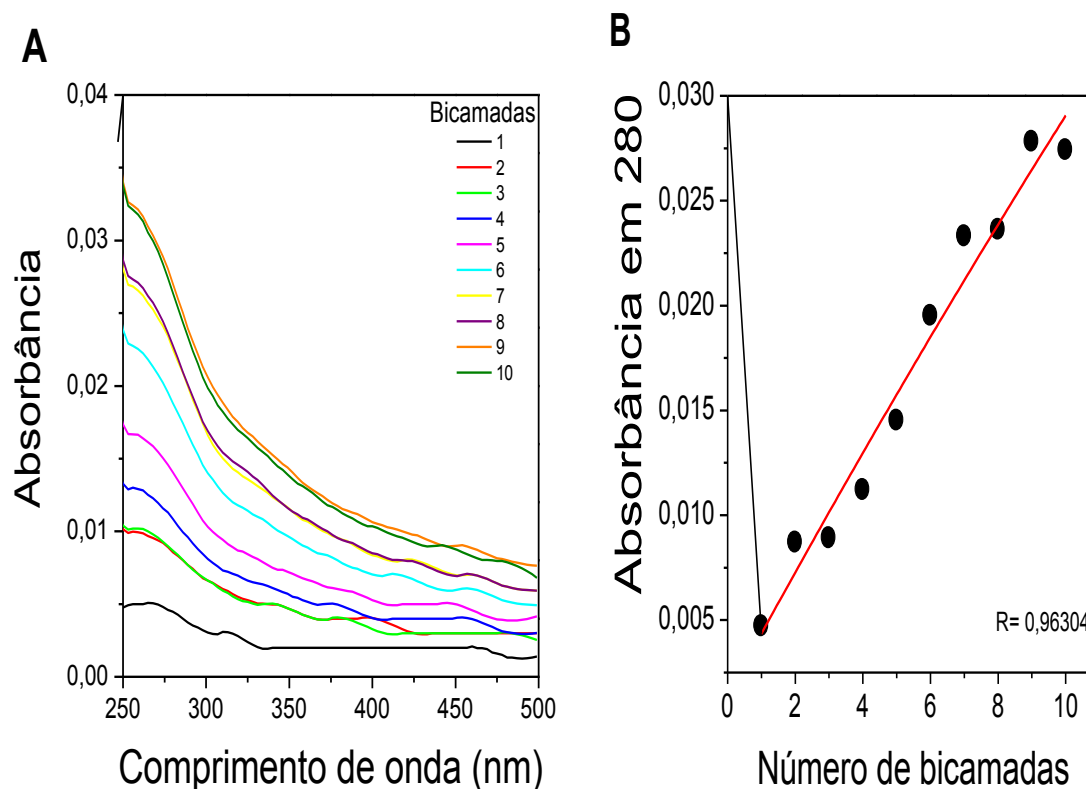 A
0,04
0,03
0,02
0,01
0,00
Absorbância
Bicamadas
1
2
3
4
5
6
7
8
9
10
250 300 350 400 450 500
Comprimento de onda (nm)
B
0,030
0,025
0,020
0,015
0,010
0,005
Absorbância em 280
R= 0,96304
0 2 4 6 8 10
Número de bicamadas